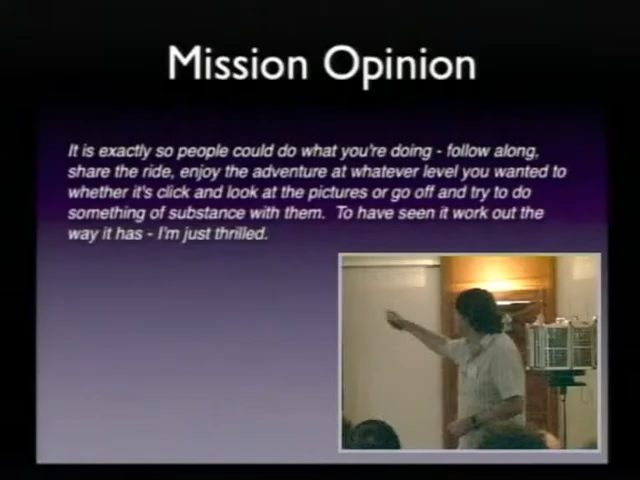 Mission Opinion
It is exactly so people could do what you're doing - follow along,
share the ride, enjoy the adventure at whatever level you wanted to
whether it's click and look at the pictures or go off and try to do
something of substance with them.  To have seen it work out the
way it has - I'm just thrilled.